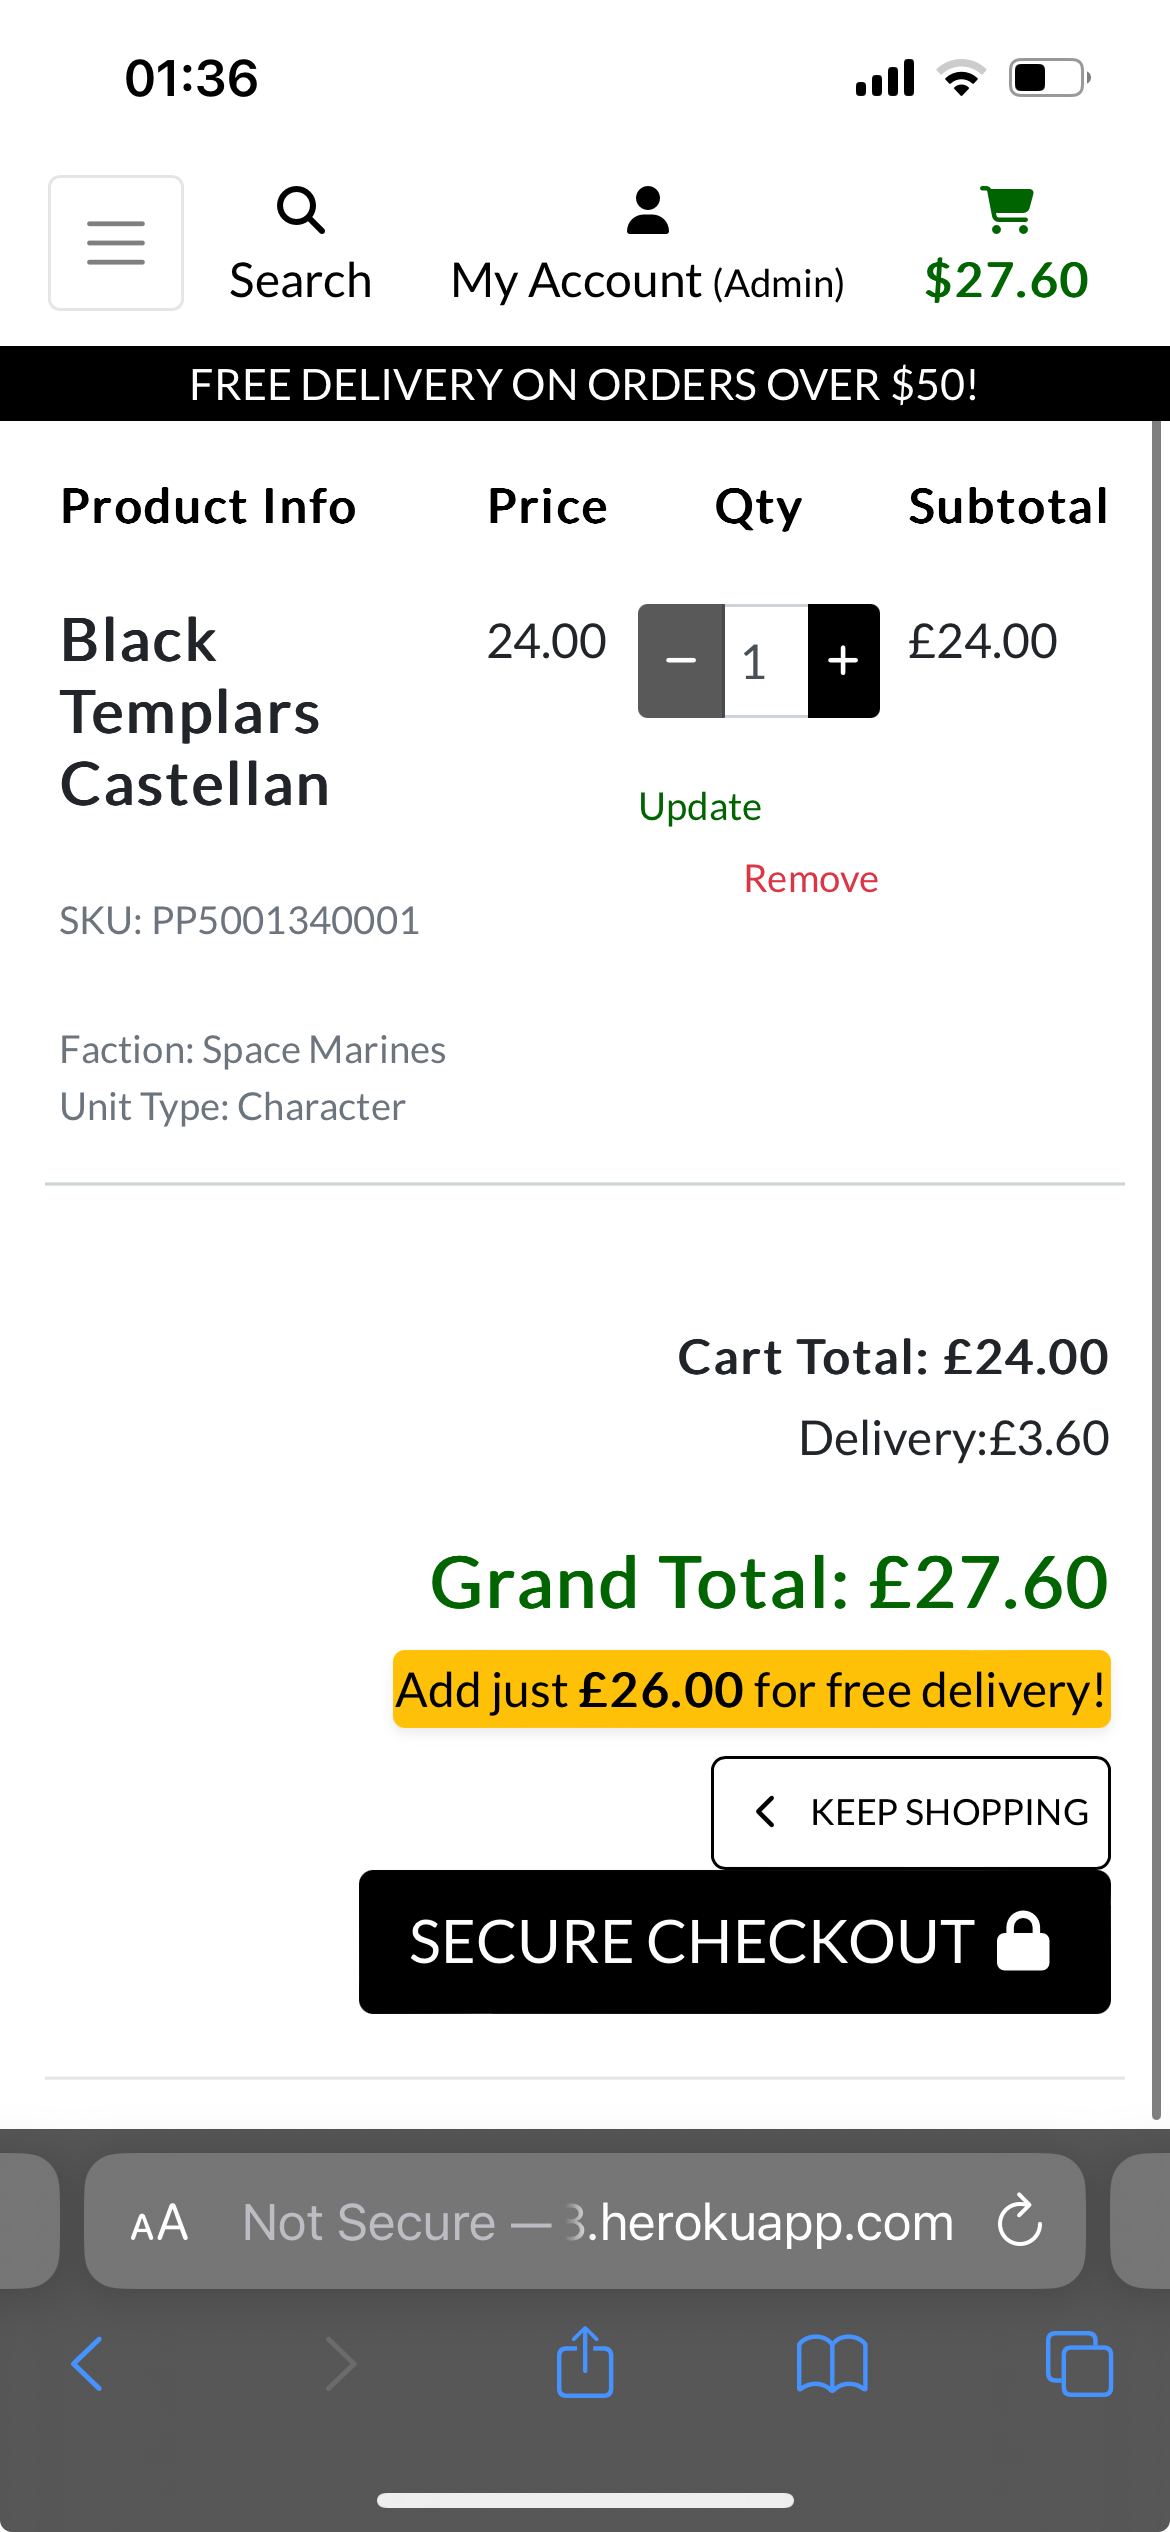 01:36
Search
My Account (Admin)
$27.60
FREE DELIVERY ON ORDERS OVER $50!
Product Info Price Qty Subtotal
Black 24.00 − 1 + £24.00
Templars
Castellan
Update
Remove
SKU: PP5001340001
Faction: Space Marines
Unit Type: Character
Cart Total: £24.00
Delivery:£3.60
Grand Total: £27.60
Add just £26.00 for free delivery!
KEEP SHOPPING
SECURE CHECKOUT
AA Not Secure — 3.herokuapp.com